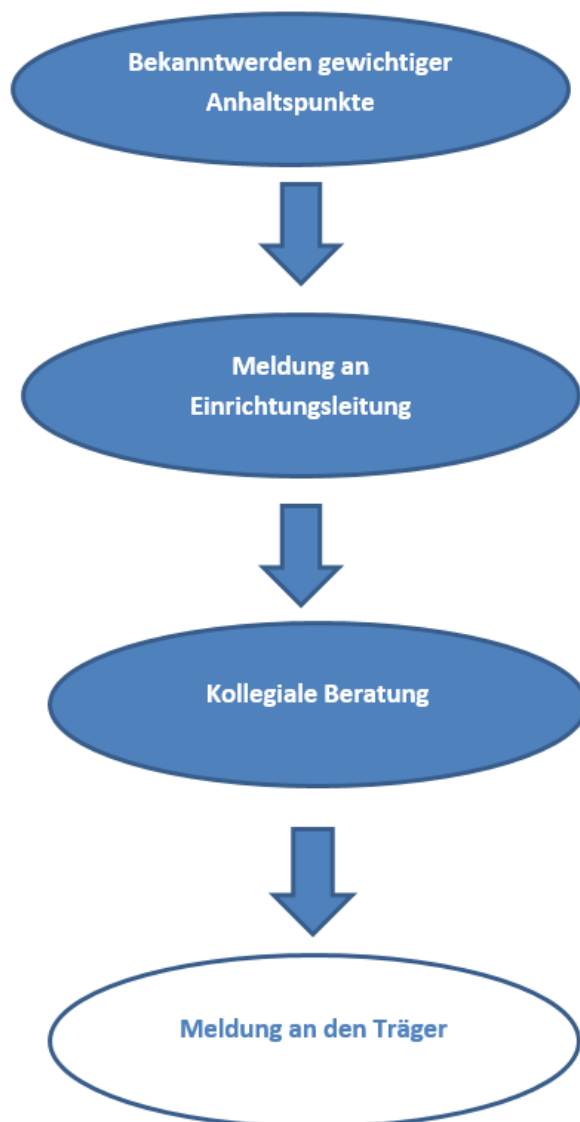 Bekanntwerden gewichtiger
Anhaltspunkte
Meldung an
Einrichtungsleitung
Kollegiale Beratung
Meldung an den Träger